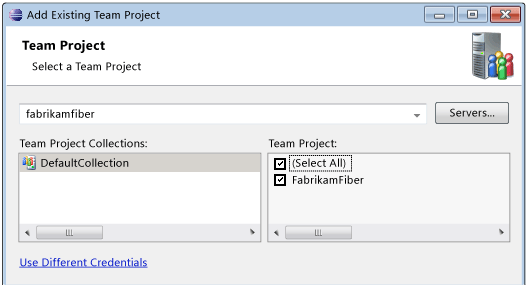 Add Existing Team Project
Team Project
Select a Team Project
fabrikamfiber
Servers...
Team Project Collections:
Team Project:
DefaultCollection
(Select All)
FabrikamFiber
Use Different Credentials